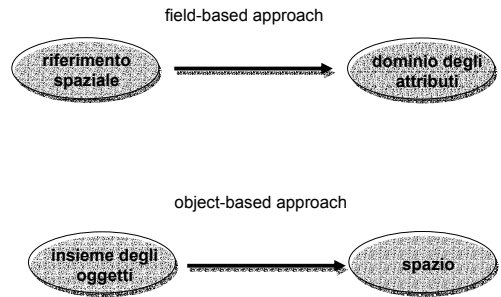 field-based approach
riferimento
spaziale
dominio degli
attributi
object-based approach
insieme degli
oggetti
spazio